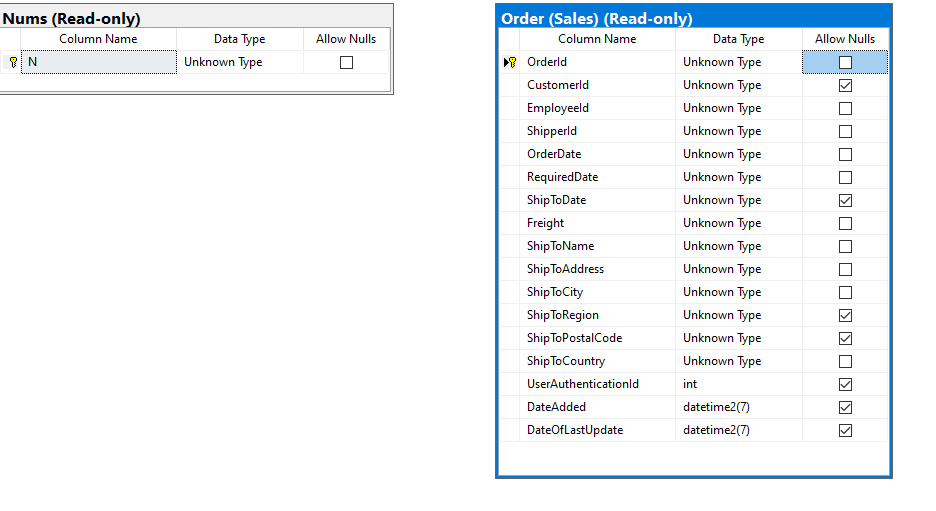 Nums (Read-only)
Column Name Data Type Allow Nulls
N Unknown Type
Order (Sales) (Read-only)
Column Name Data Type Allow Nulls
OrderId Unknown Type
CustomerId Unknown Type
EmployeeId Unknown Type
ShipperId Unknown Type
OrderDate Unknown Type
RequiredDate Unknown Type
ShipToDate Unknown Type
Freight Unknown Type
ShipToName Unknown Type
ShipToAddress Unknown Type
ShipToCity Unknown Type
ShipToRegion Unknown Type
ShipToPostalCode Unknown Type
ShipToCountry Unknown Type
UserAuthenticationId int
DateAdded datetime2(7)
DateOfLastUpdate datetime2(7)